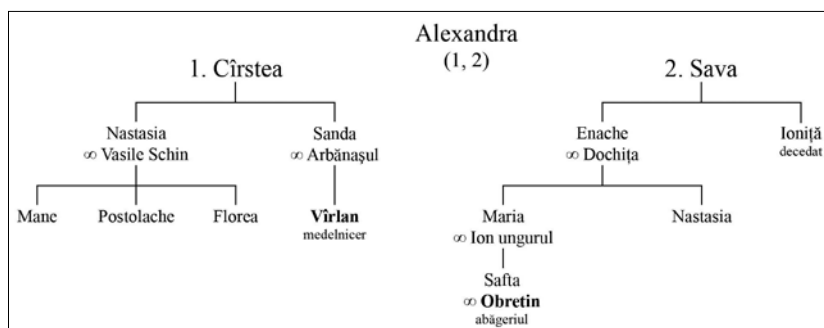 Alexandra
(1, 2)
1. Cîrstea
2. Sava
Nastasia
∞ Vasile Schin
Sanda
∞ Arbănaşul
Enache
∞ Dochiţa
Ioniţă
decedat
Mane
Postolache
Florea
Vîrlan
medelnicer
Maria
∞ Ion ungurul
Nastasia
Safta
∞ Obretin
abăgeriul